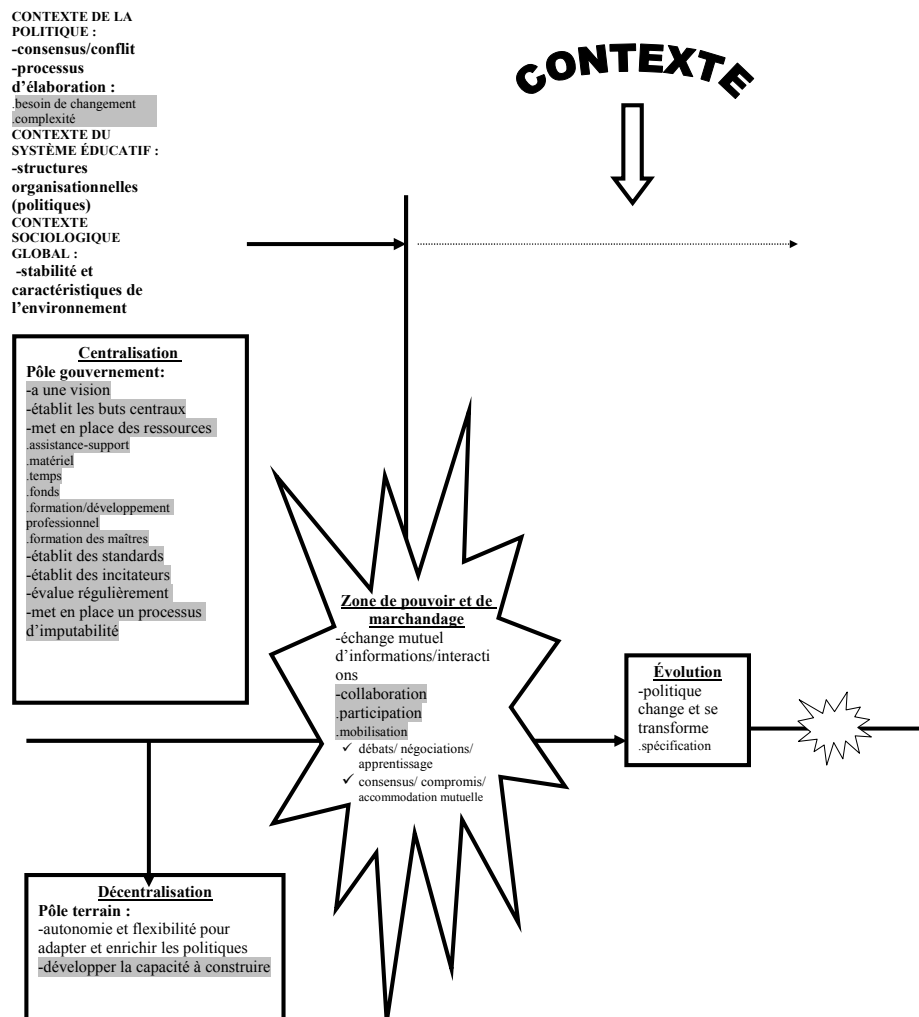 CONTEXTE DE LA
POLITIQUE :
-consensus/conflit
-processus
d’élaboration :
.besoin de changement
.complexité
CONTEXTE DU
SYSTÈME ÉDUCATIF :
-structures
organisationnelles
(politiques)
CONTEXTE
SOCIOLOGIQUE
GLOBAL :
-stabilité et
caractéristiques de
l’environnement
CONTEXTE
Centralisation
Pôle gouvernement:
-a une vision
-établit les buts centraux
-met en place des ressources
.assistance-support
.matériel
.temps
.fonds
.formation/développement
professionnel
.formation des maîtres
-établit des standards
-établit des incitateurs
-évalue régulièrement
-met en place un processus
d’imputabilité
Zone de pouvoir et de
marchandage
-échange mutuel
d’informations/interacti
ons
-collaboration
.participation
.mobilisation
✓ débats/ négociations/
apprentissage
✓ consensus/ compromis/
accommodation mutuelle
Évolution
-politique
change et se
transforme
.spécification
Décentralisation
Pôle terrain :
-autonomie et flexibilité pour
adapter et enrichir les politiques
-développer la capacité à construire